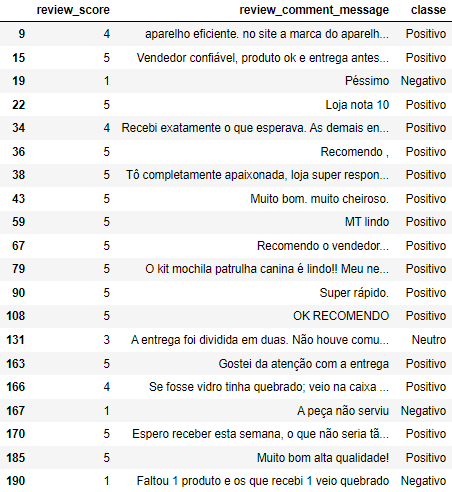 review_score review_comment_message classe
9 4 aparelho eficiente. no site a marca do aparelh... Positivo
15 5 Vendedor confiável, produto ok e entrega antes... Positivo
19 1 Péssimo Negativo
22 5 Loja nota 10 Positivo
34 4 Recebi exatamente o que esperava. As demais en... Positivo
36 5 Recomendo , Positivo
38 5 Tô completamente apaixonada, loja super respon... Positivo
43 5 Muito bom. muito cheiroso. Positivo
59 5 MT lindo Positivo
67 5 Recomendo o vendedor... Positivo
79 5 O kit mochila patrulha canina é lindo!! Meu ne... Positivo
90 5 Super rápido. Positivo
108 5 OK RECOMENDO Positivo
131 3 A entrega foi dividida em duas. Não houve comu... Neutro
163 5 Gostei da atenção com a entrega Positivo
166 4 Se fosse vidro tinha quebrado; veio na caixa ... Positivo
167 1 A peça não serviu Negativo
170 5 Espero receber esta semana, o que não seria tã... Positivo
185 5 Muito bom alta qualidade! Positivo
190 1 Faltou 1 produto e os que recebi 1 veio quebrado Negativo